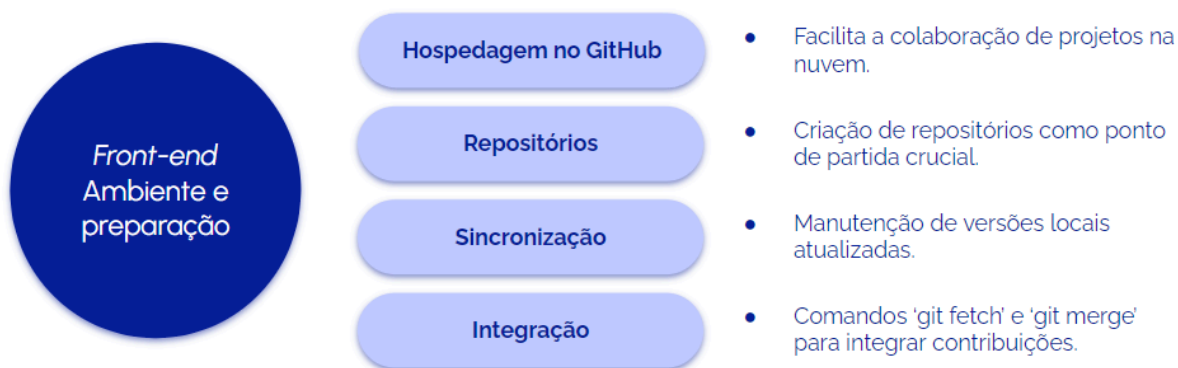 Front-end
Ambiente e
preparação
Hospedagem no GitHub
● Facilita a colaboração de projetos na
nuvem.
Repositórios
● Criação de repositórios como ponto
de partida crucial.
Sincronização
● Manutenção de versões locais
atualizadas.
Integração
● Comandos ‘git fetch’ e ‘git merge’
para integrar contribuições.